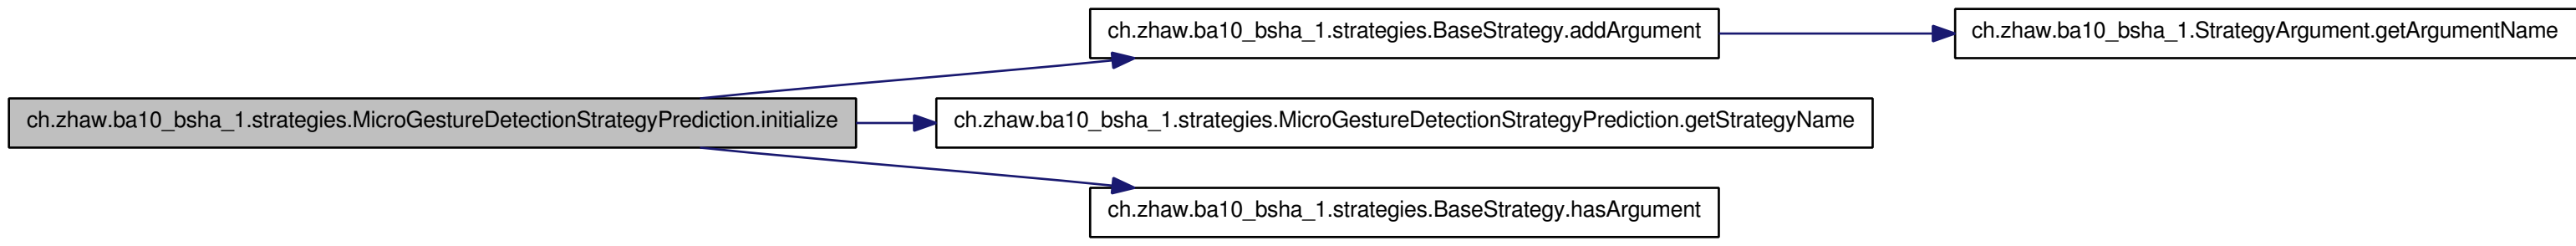 ch.zhaw.ba10_bsha_1.strategies.BaseStrategy.addArgument
ch.zhaw.ba10_bsha_1.StrategyArgument.getArgumentName
ch.zhaw.ba10_bsha_1.strategies.MicroGestureDetectionStrategyPrediction.initialize
ch.zhaw.ba10_bsha_1.strategies.MicroGestureDetectionStrategyPrediction.getStrategyName
ch.zhaw.ba10_bsha_1.strategies.BaseStrategy.hasArgument